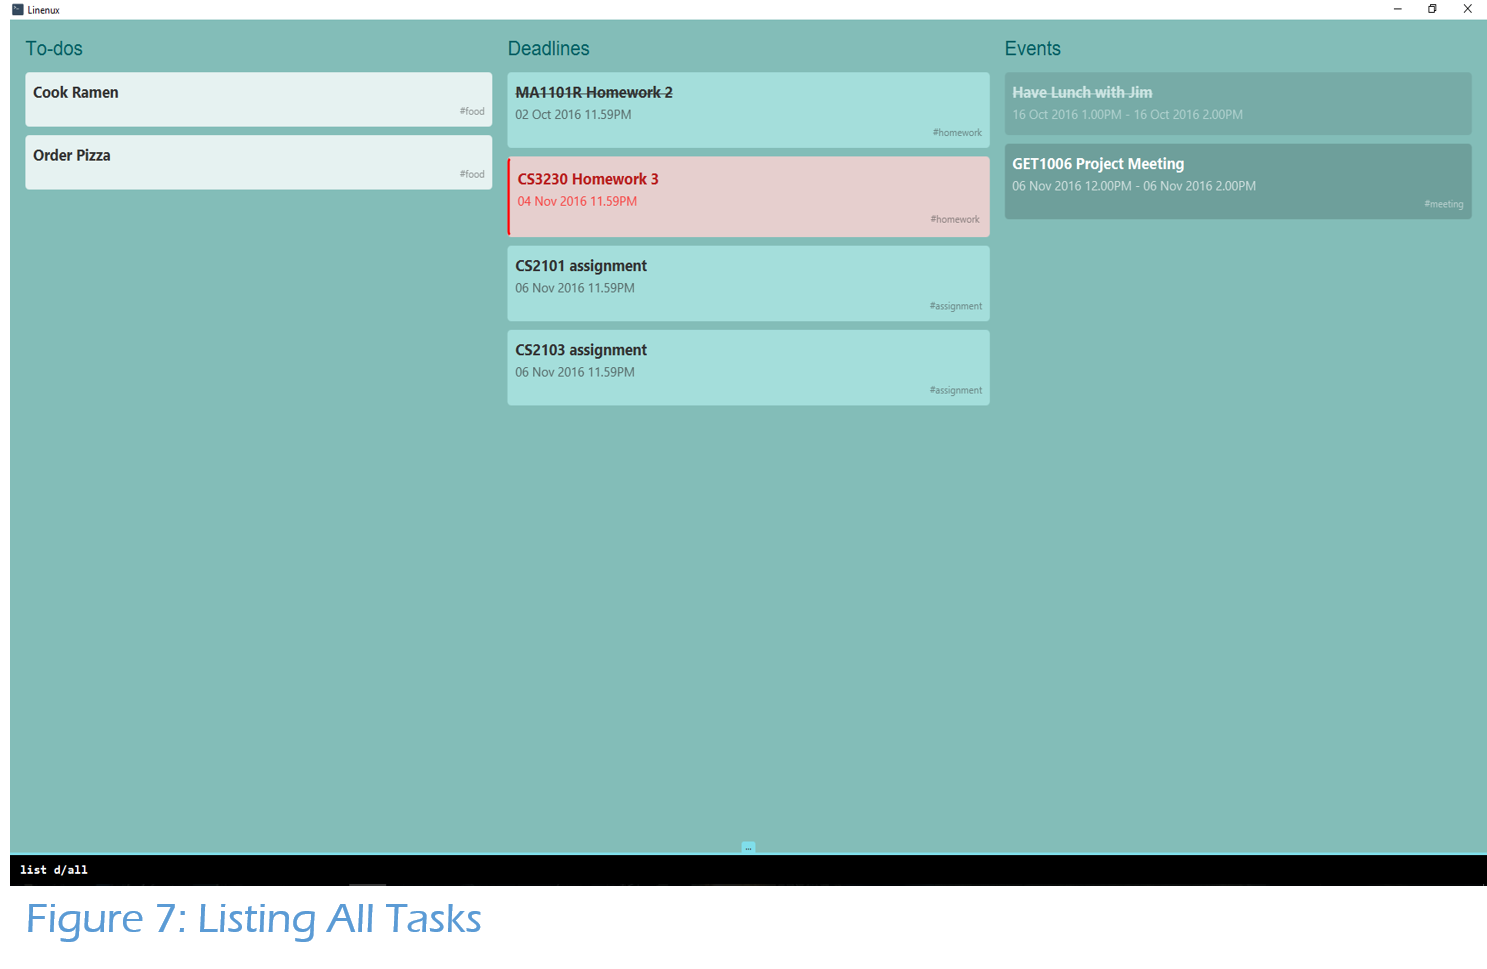 Linenux
To-dos
Cook Ramen
#food
Order Pizza
#food
Deadlines
MA1101R Homework 2
02 Oct 2016 11.59PM
#homework
CS3230 Homework 3
04 Nov 2016 11.59PM
#homework
CS2101 assignment
06 Nov 2016 11.59PM
#assignment
CS2103 assignment
06 Nov 2016 11.59PM
#assignment
Events
Have Lunch with Jim
16 Oct 2016 1.00PM - 16 Oct 2016 2.00PM
GET1006 Project Meeting
06 Nov 2016 12.00PM - 06 Nov 2016 2.00PM
#meeting
...
list d/all
Figure 7: Listing All Tasks